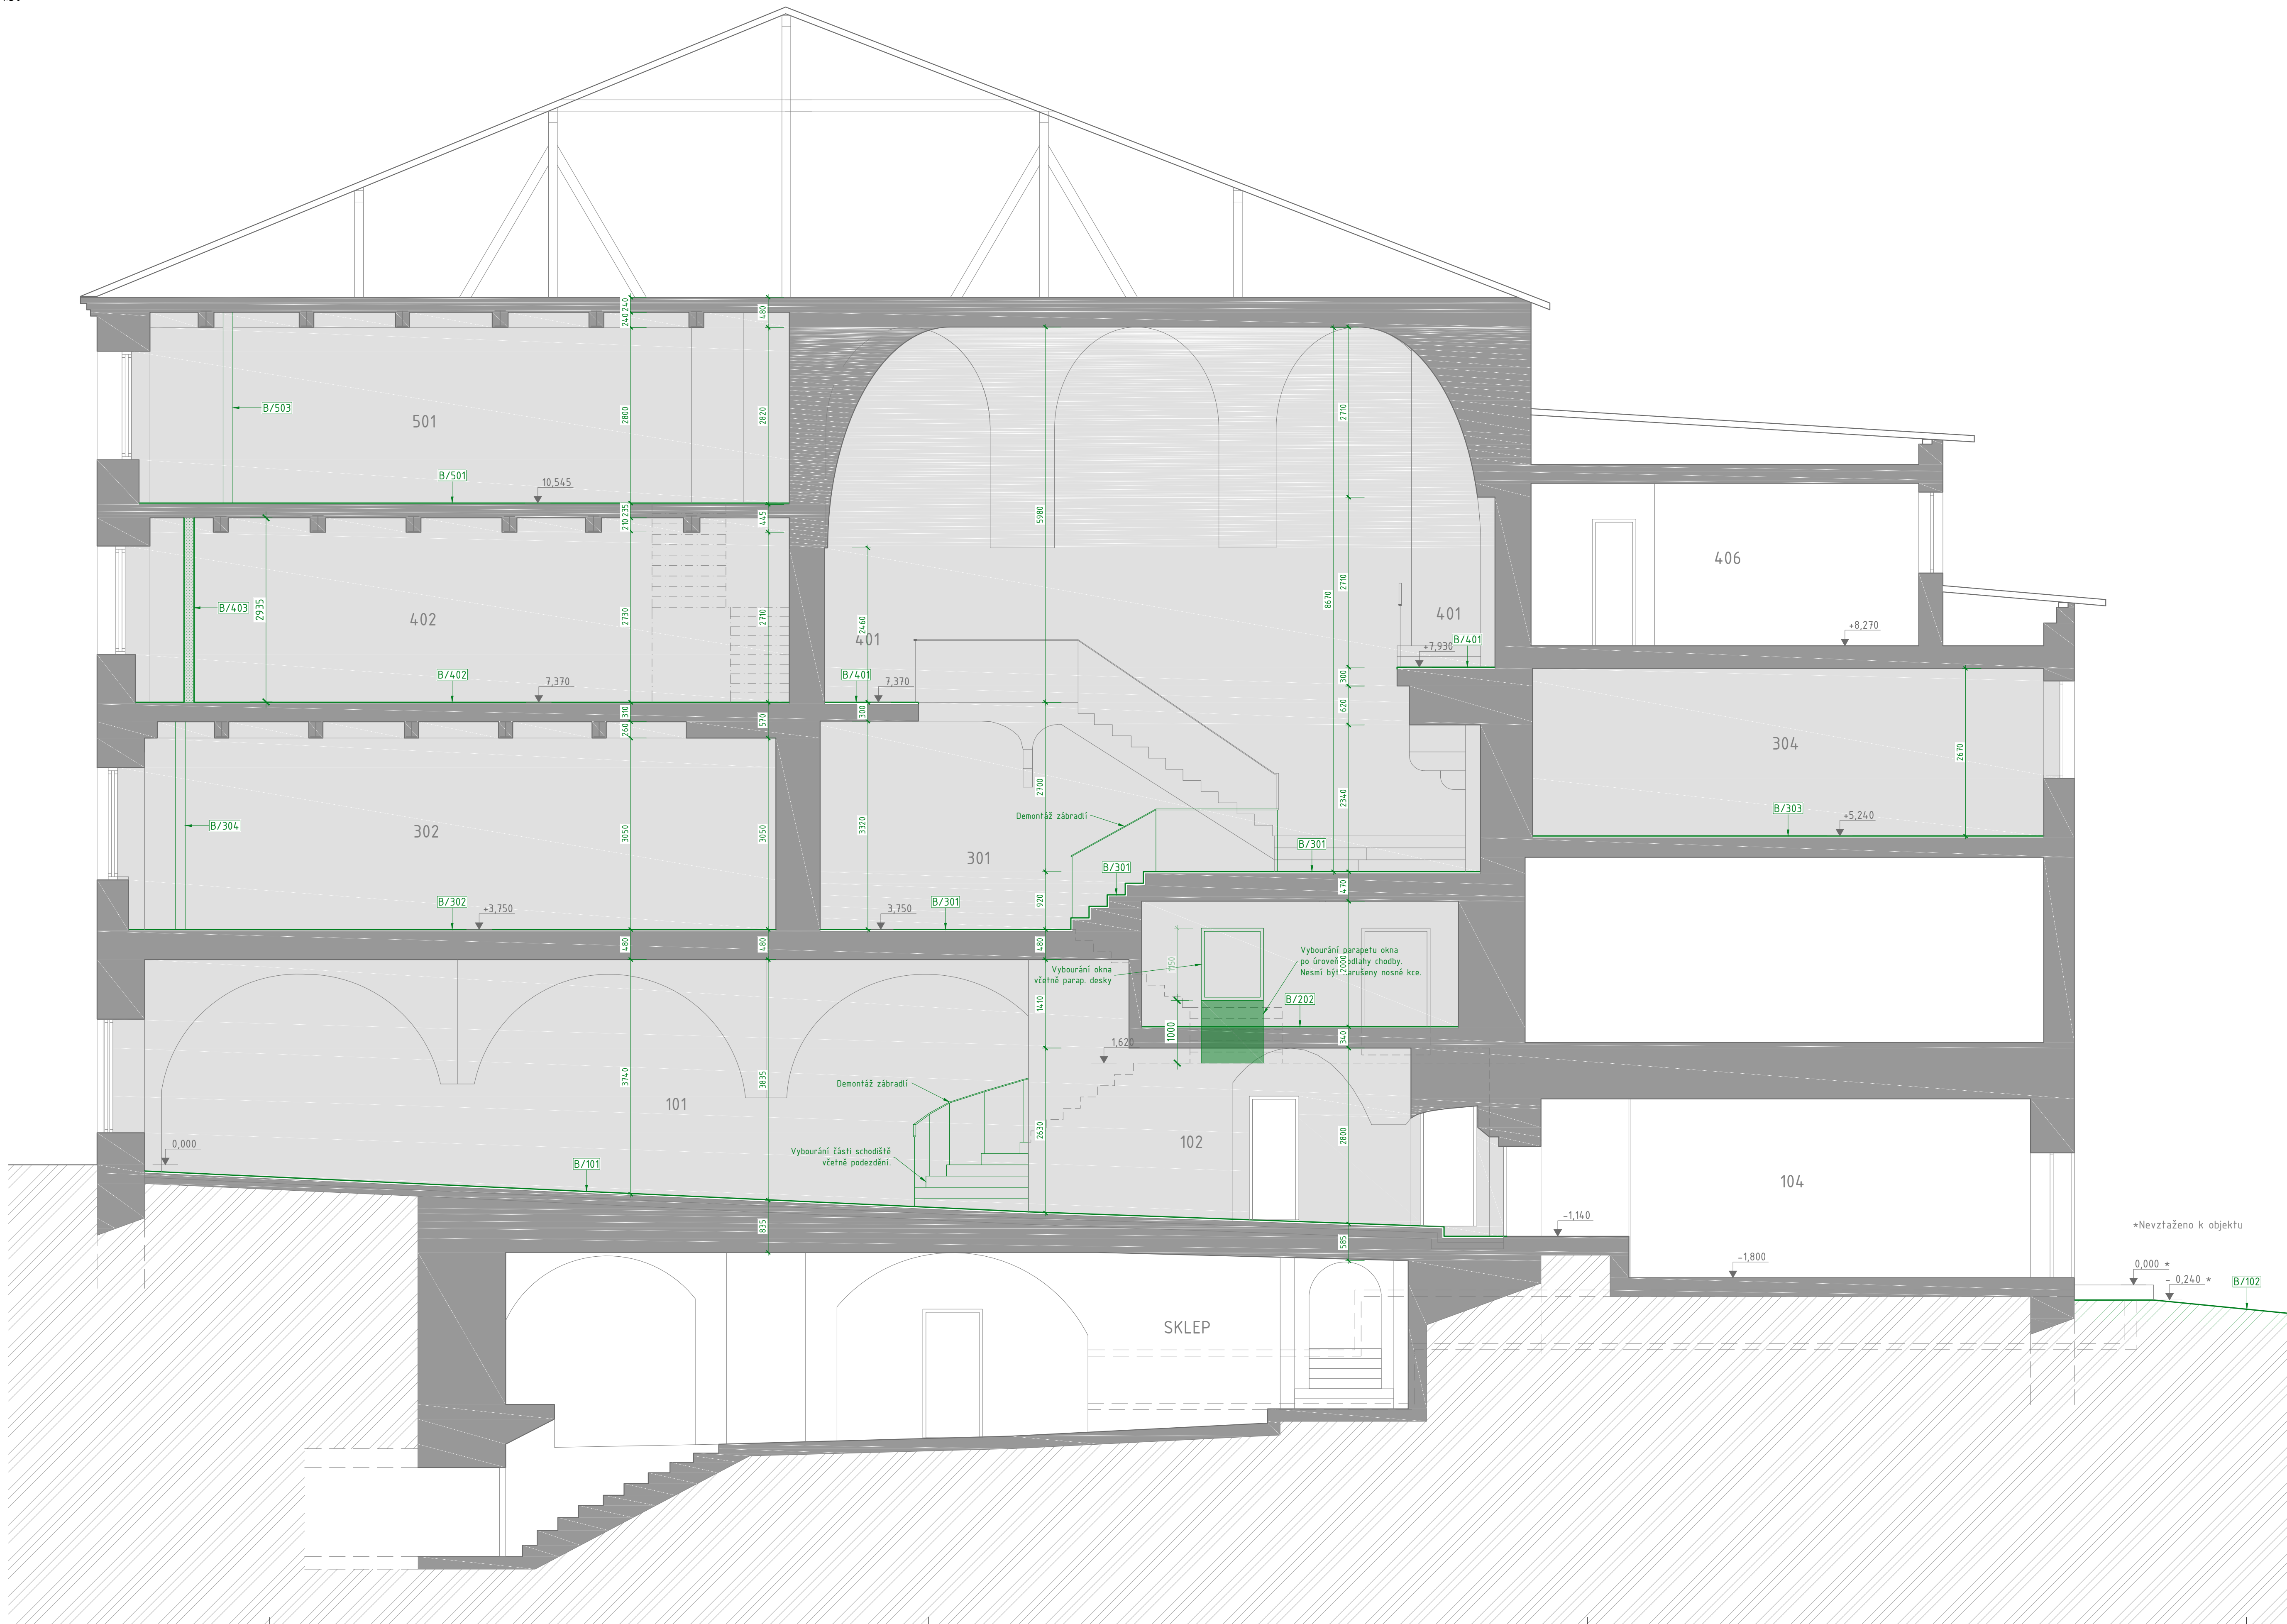 240
240
480
2800
2820
2710
B/503
501
B/501
10,545
235
210
445
5980
8670
2710
406
+8,270
2935
B/403
402
2730
2710
2460
401
401
B/401
+7,930
B/402
7,370
B/401
7,370
310
260
570
300
300
620
304
2670
B/303
+5,240
B/304
302
3050
3050
3320
2700
2340
Demontáž zábradlí
301
B/301
B/301
B/302
+3,750
3,750
B/301
920
470
480
480
480
1410
Vybourání okna
včetně parap. desky
1150
1000
Vybourání parapetu okna
po úroveň podlahy chodby.
Nesmí být narušeny nosné kce.
2000
B/202
340
1,620
3740
3835
101
Demontáž zábradlí
2630
2800
102
Vybourání části schodiště
včetně podezdění.
0,000
B/101
835
585
104
-1,140
-1,800
*Nevztaženo k objektu
0,000 *
- 0,240 *
B/102
SKLEP